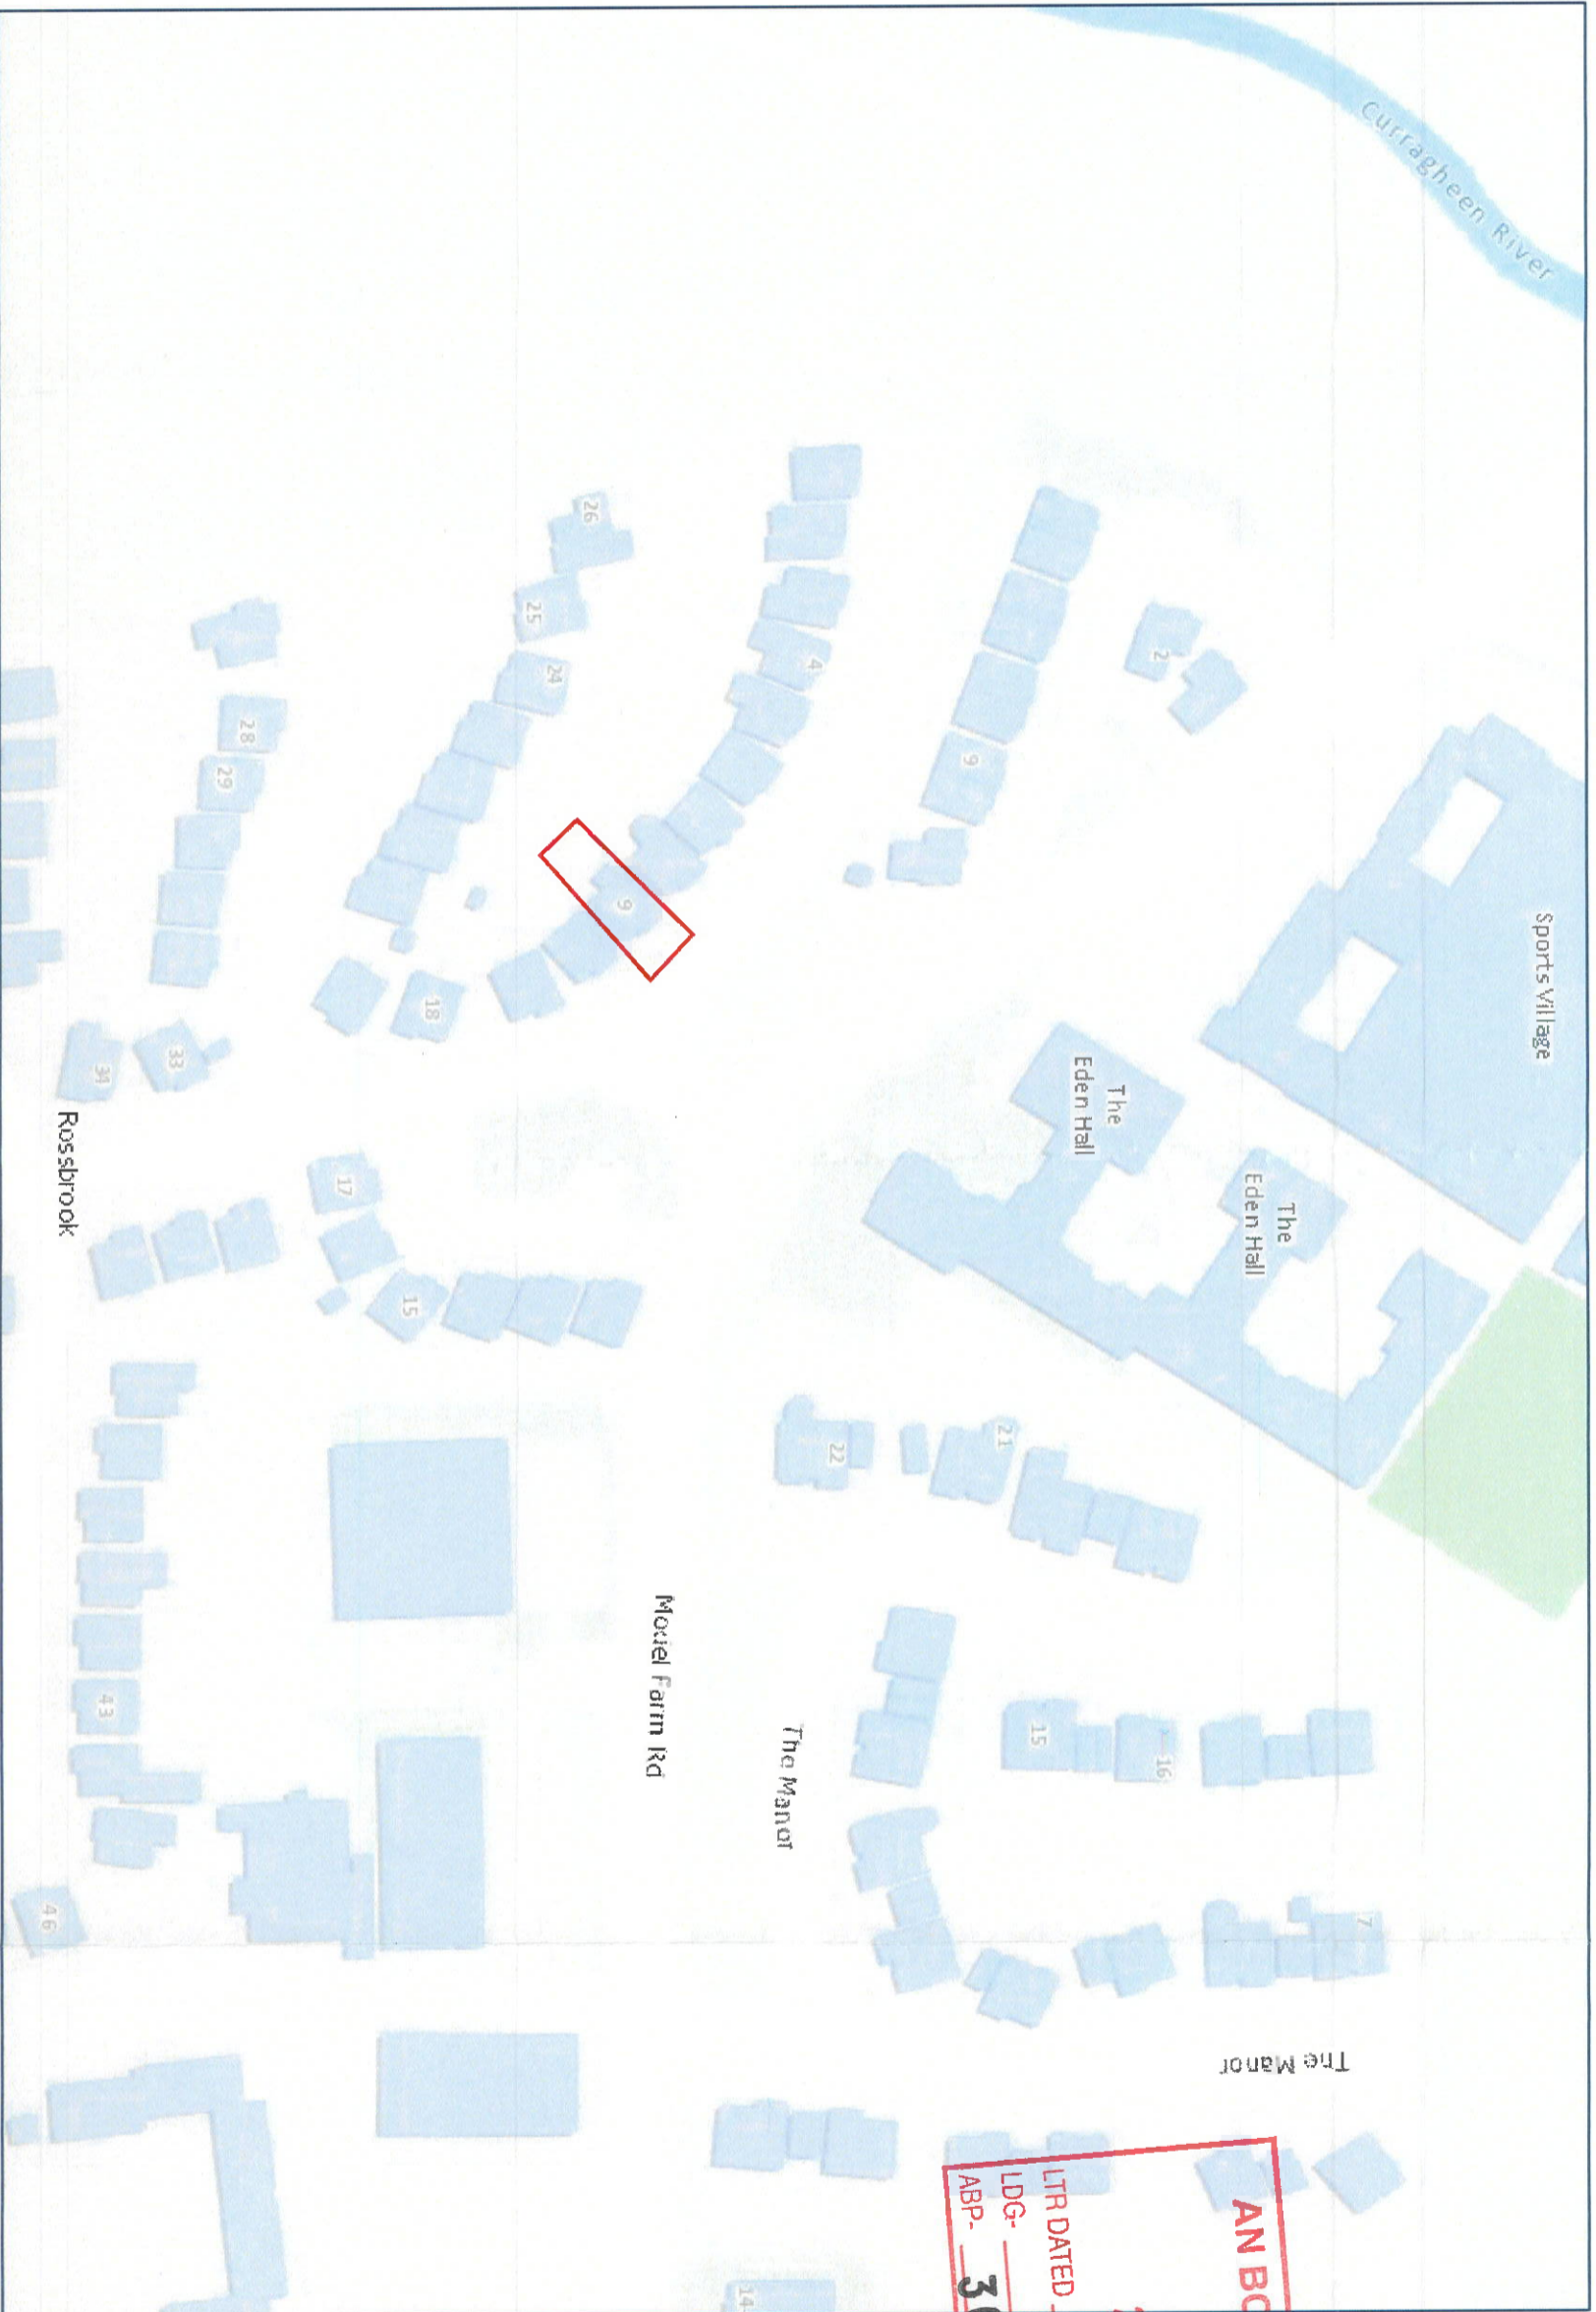 Curragheen River
Sports Village
The
Eden Hall
The
Eden Hall
2
9
26
25
24
4
9
28
29
18
33
34
Rossbrook
17
15
22
21
Model Farm Rd
The Manor
15
16
7
43
46
The Manor
14
AN BO
LTR DATED
LDG-
ABP- 30